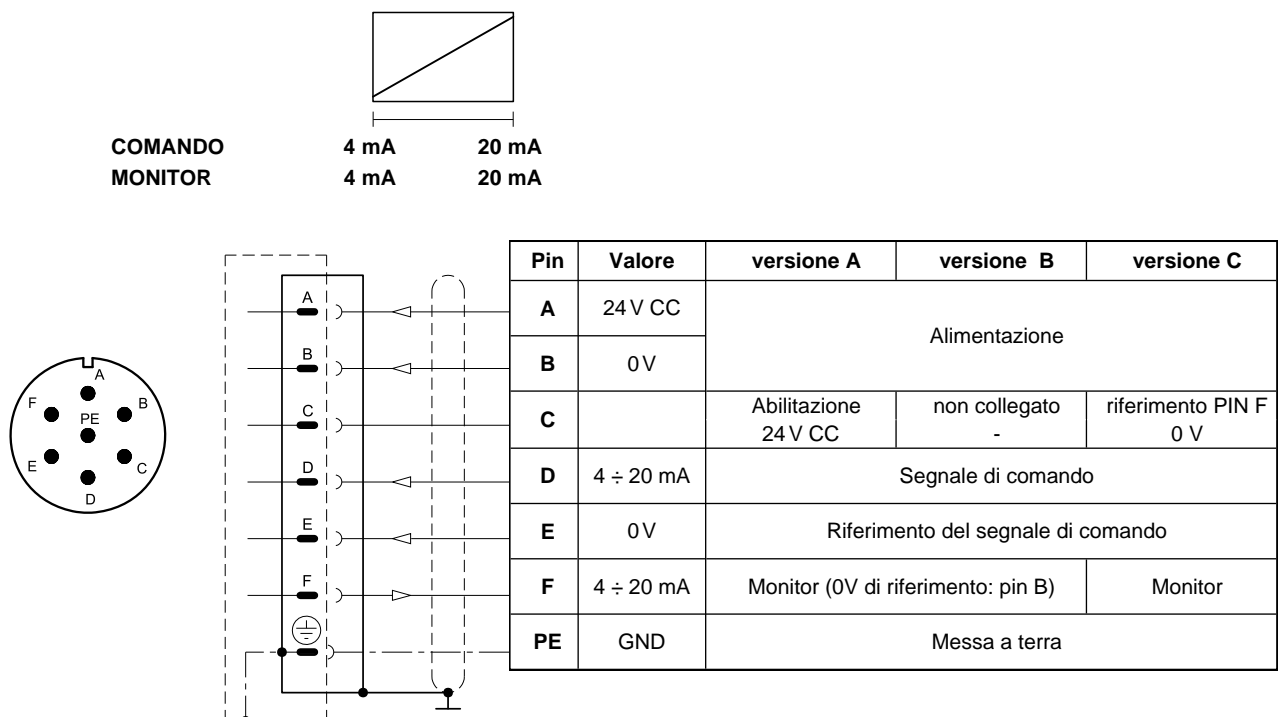 COMANDO 4 mA 20 mA
MONITOR 4 mA 20 mA
A
B
C
D
E
F
PE
A
B
C
D
E
F
Pin Valore versione A versione B versione C
A 24 V CC Alimentazione
B 0 V
C Abilitazione 24 V CC non collegato - riferimento PIN F 0 V
D 4 ÷ 20 mA Segnale di comando
E 0 V Riferimento del segnale di comando
F 4 ÷ 20 mA Monitor (0V di riferimento: pin B) Monitor
PE GND Messa a terra